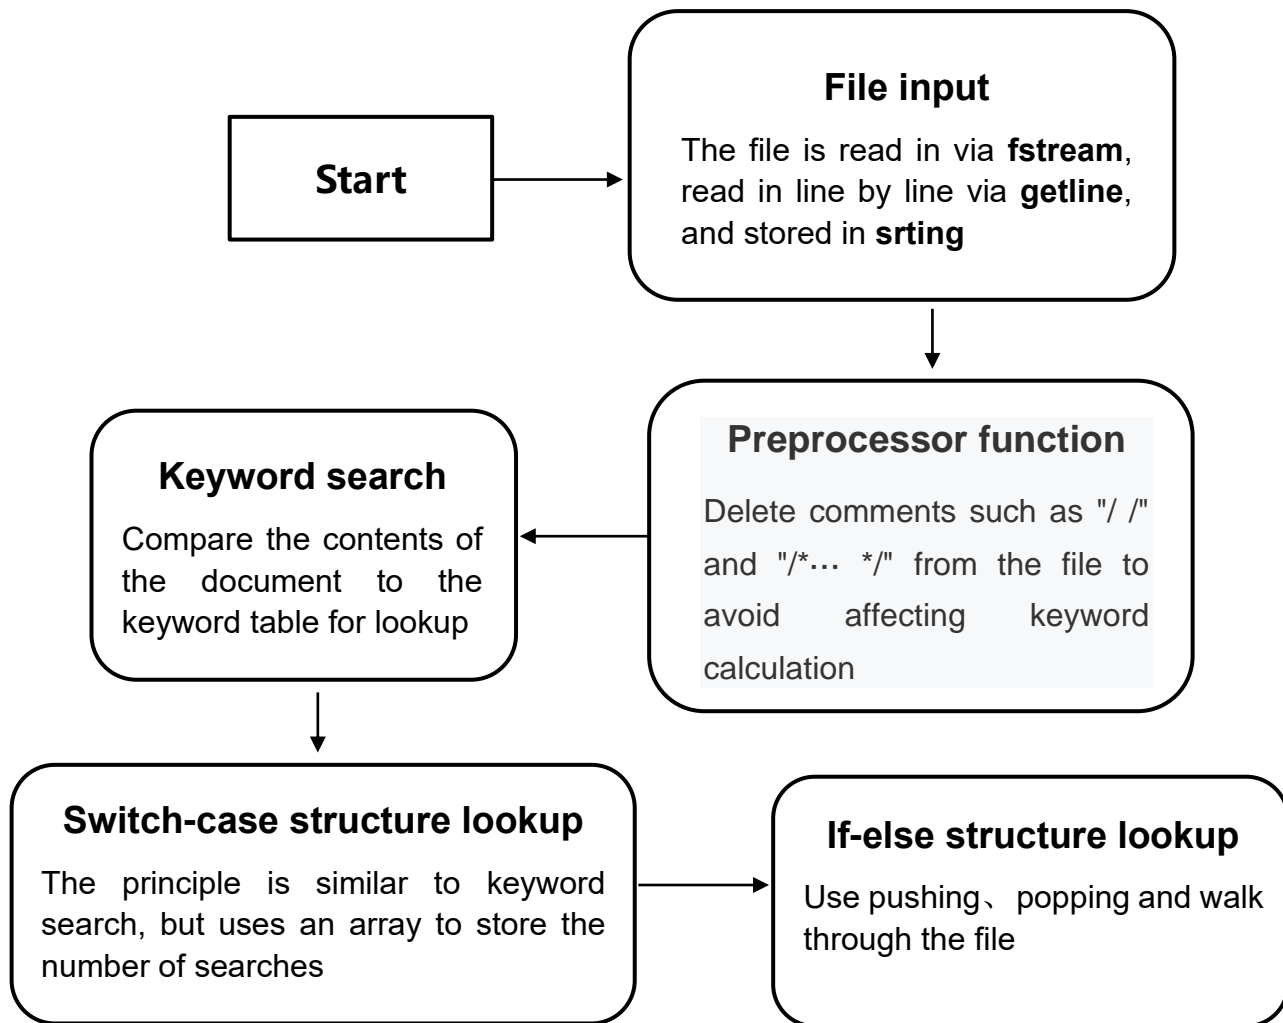 Start
File input
The file is read in via fstream,
read in line by line via getline,
and stored in srting
Preprocessor function
Delete comments such as "/ /"
and "/*··· */" from the file to
avoid affecting keyword
calculation
Keyword search
Compare the contents of
the document to the
keyword table for lookup
Switch-case structure lookup
The principle is similar to keyword
search, but uses an array to store the
number of searches
If-else structure lookup
Use pushing、 popping and walk
through the file